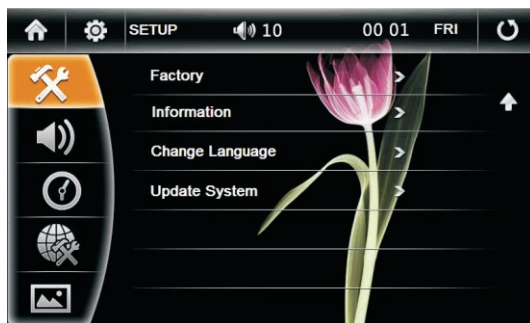 SETUP 10 00 01 FRI
Factory
Information
Change Language
Update System